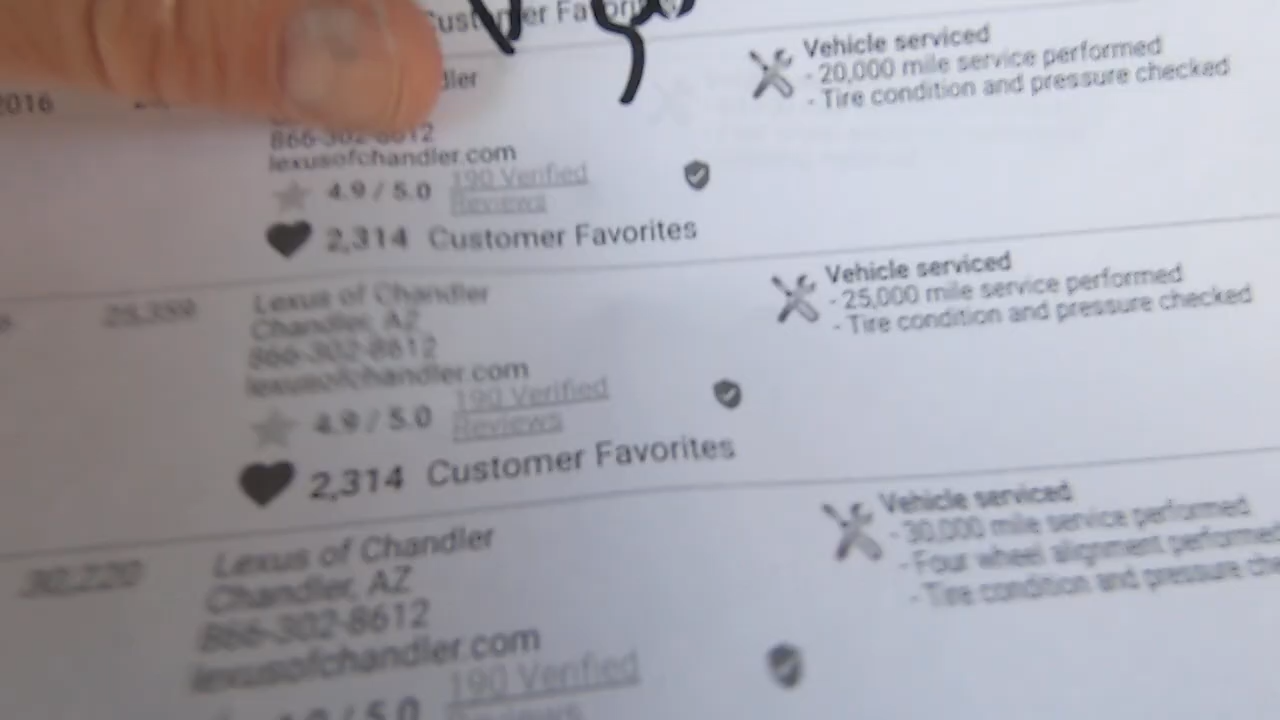 Customer Favorites
Vehicle serviced
- 20,000 mile service performed
- Tire condition and pressure checked
2016
866-302-8612
lexusofchandler.com
4.9 / 5.0 190 Verified
Reviews
2,314 Customer Favorites
Vehicle serviced
- 25,000 mile service performed
- Tire condition and pressure checked
Lexus of Chandler
Chandler, AZ
866-302-8612
lexusofchandler.com
4.9 / 5.0 190 Verified
Reviews
2,314 Customer Favorites
Vehicle serviced
- 30,000 mile service performed
- Four wheel alignment performed
- Tire condition and pressure
30,220
Lexus of Chandler
Chandler, AZ
866-302-8612
lexusofchandler.com
190 Verified
Reviews